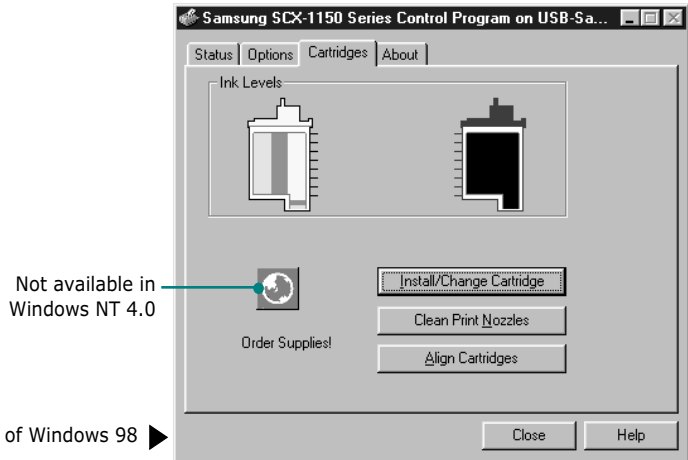 Samsung SCX-1150 Series Control Program on USB-Sa...
Status Options Cartridges About
Ink Levels
Not available in
Windows NT 4.0
Order Supplies!
Install/Change Cartridge
Clean Print Nozzles
Align Cartridges
of Windows 98
Close Help